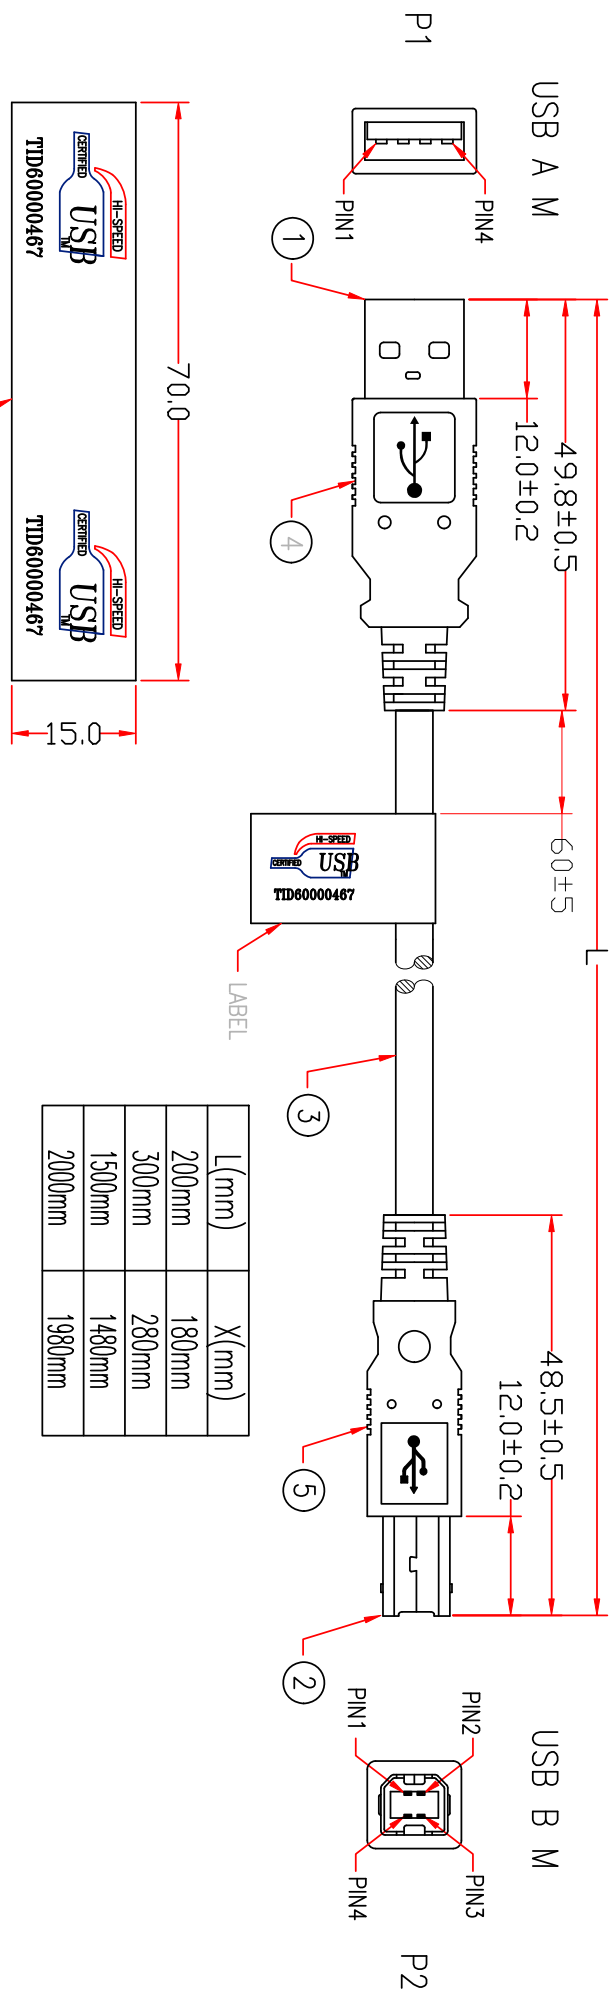 P1
USB A M
PIN4
PIN1
1
4
12.0±0.2
49.8±0.5
60±5
L
HI-SPEED
CERTIFIED
USB
TM
TID60000467
LABEL
3
48.5±0.5
12.0±0.2
5
2
PIN2
PIN1
PIN3
PIN4
USB B M
P2
70.0
15.0
HI-SPEED
CERTIFIED
USB
TM
TID60000467
HI-SPEED
CERTIFIED
USB
TM
TID60000467
L(mm) X(mm)
200mm 180mm
300mm 280mm
1500mm 1480mm
2000mm 1980mm